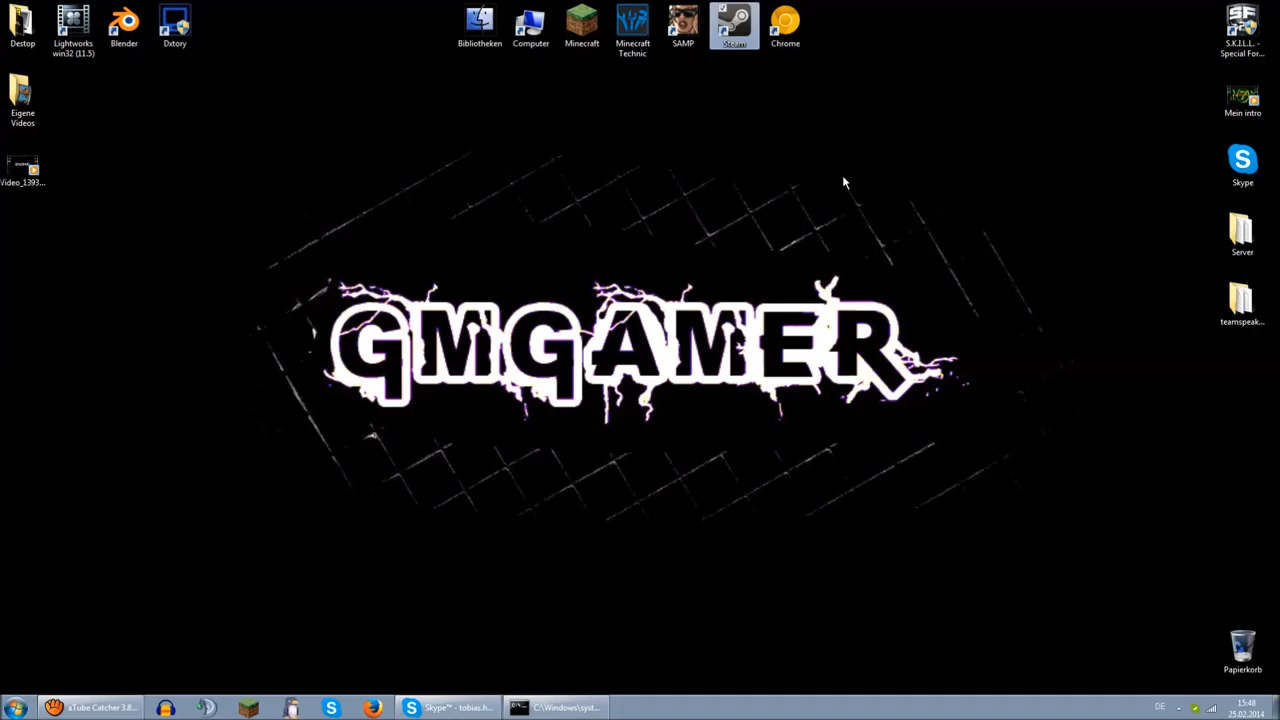 Destop
Lightworks
win32 (11.5)
Blender
Dxtory
Bibliotheken
Computer
Minecraft
Minecraft
Technic
SAMP
Steam
Chrome
S.K.I.L.L. -
Special For...
Eigene
Videos
Mein intro
Video_1393...
Skype
Server
teamspeak...
GMGAMER
Papierkorb
aTube Catcher 3.8...
Skype™ - tobias.h...
C:\Windows\syst...
DE
15:48
25.02.2014